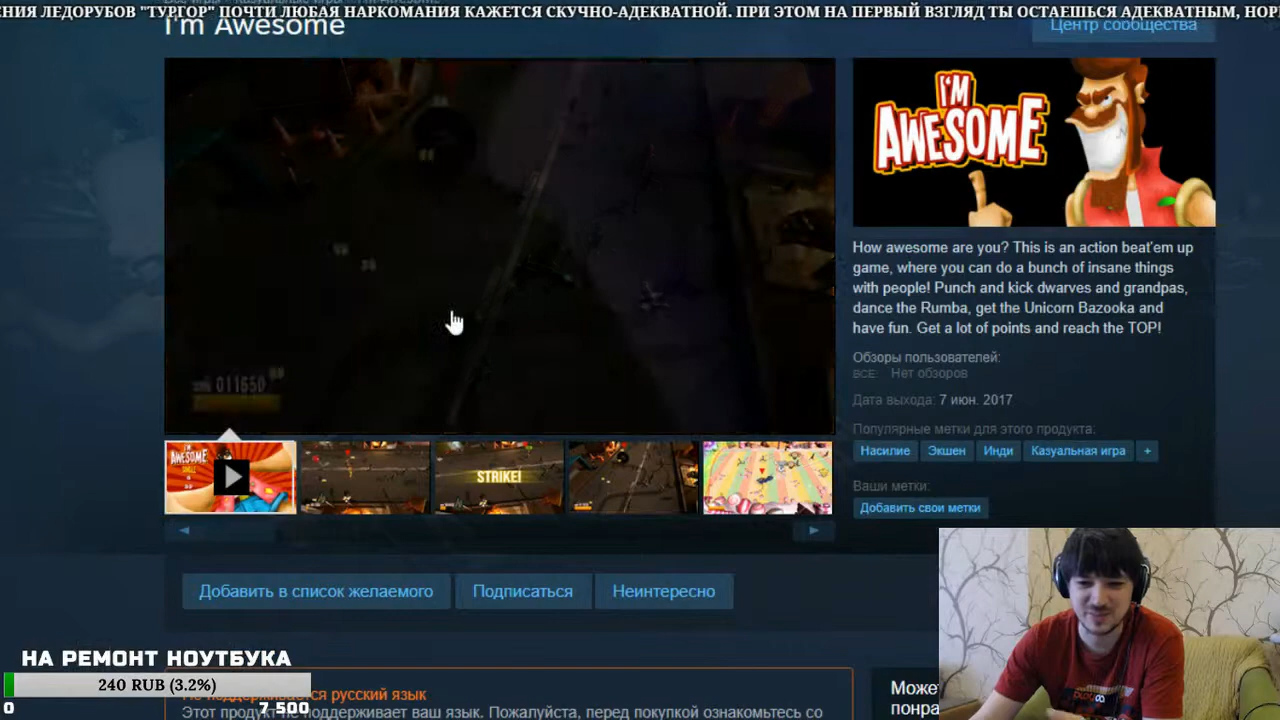 ЕНИЯ ЛЕДОРУБОВ "ТУРГОР" ПОЧТИ ЛЮБАЯ НАРКОМАНИЯ КАЖЕТСЯ СКУЧНО-АДЕКВАТНОЙ. ПРИ ЭТОМ НА ПЕРВЫЙ ВЗГЛЯД ТЫ ОСТАЕШЬСЯ АДЕКВАТНЫМ, НОР
I'm Awesome
Центр сообщества
I'M
AWESOME
How awesome are you? This is an action beat'em up
game, where you can do a bunch of insane things
with people! Punch and kick dwarves and grandpas,
dance the Rumba, get the Unicorn Bazooka and
have fun. Get a lot of points and reach the TOP!
Обзоры пользователей:
ВСЕ: Нет обзоров
Дата выхода: 7 июн. 2017
Популярные метки для этого продукта:
Насилие Экшен Инди Казуальная игра +
Ваши метки:
Добавить свои метки
011650
I'M
AWESOME
STRIKE!
Добавить в список желаемого Подписаться Неинтересно
НА РЕМОНТ НОУТБУКА
240 RUB (3.2%)
0 7 500
Не поддерживается русский язык
Этот продукт не поддерживает ваш язык. Пожалуйста, перед покупкой ознакомьтесь со
Може
понра